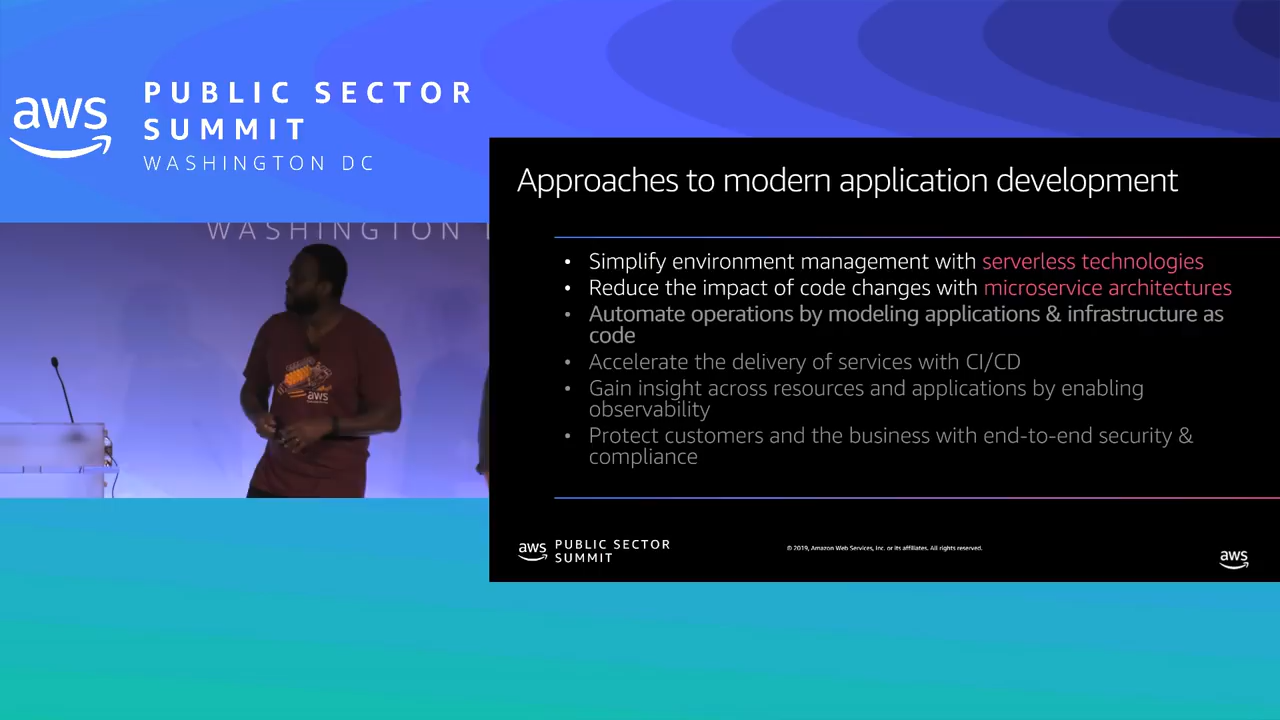 aws
PUBLIC SECTOR
SUMMIT
WASHINGTON DC
WASHINGTON
aws
Approaches to modern application development
• Simplify environment management with serverless technologies
• Reduce the impact of code changes with microservice architectures
• Automate operations by modeling applications & infrastructure as
code
• Accelerate the delivery of services with CI/CD
• Gain insight across resources and applications by enabling
observability
• Protect customers and the business with end-to-end security &
compliance
aws
PUBLIC SECTOR
SUMMIT
© 2019, Amazon Web Services, Inc. or its affiliates. All rights reserved.
aws